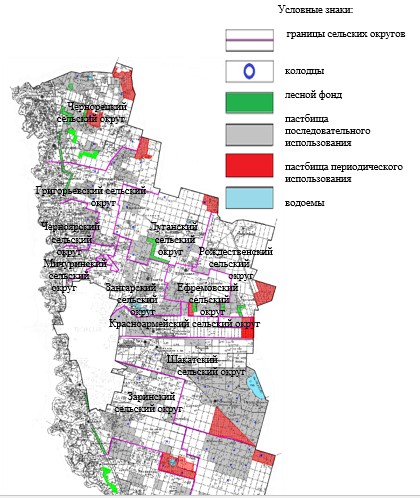 Условные знаки:
границы сельских округов
колодцы
лесной фонд
пастбища
последовательного
использования
пастбища периодического
использования
водоемы
Чернорецкий
сельский округ
Григорьевский сельский
округ
Черноярский
сельский
округ
Луганский
сельский
округ
Рождественский
сельский
округ
Мичуринский
сельский
округ
Зангарский
сельский
округ
Ефремовский
сельский
округ
Красноармейский сельский округ
Шакатский
сельский округ
Заринский
сельский округ